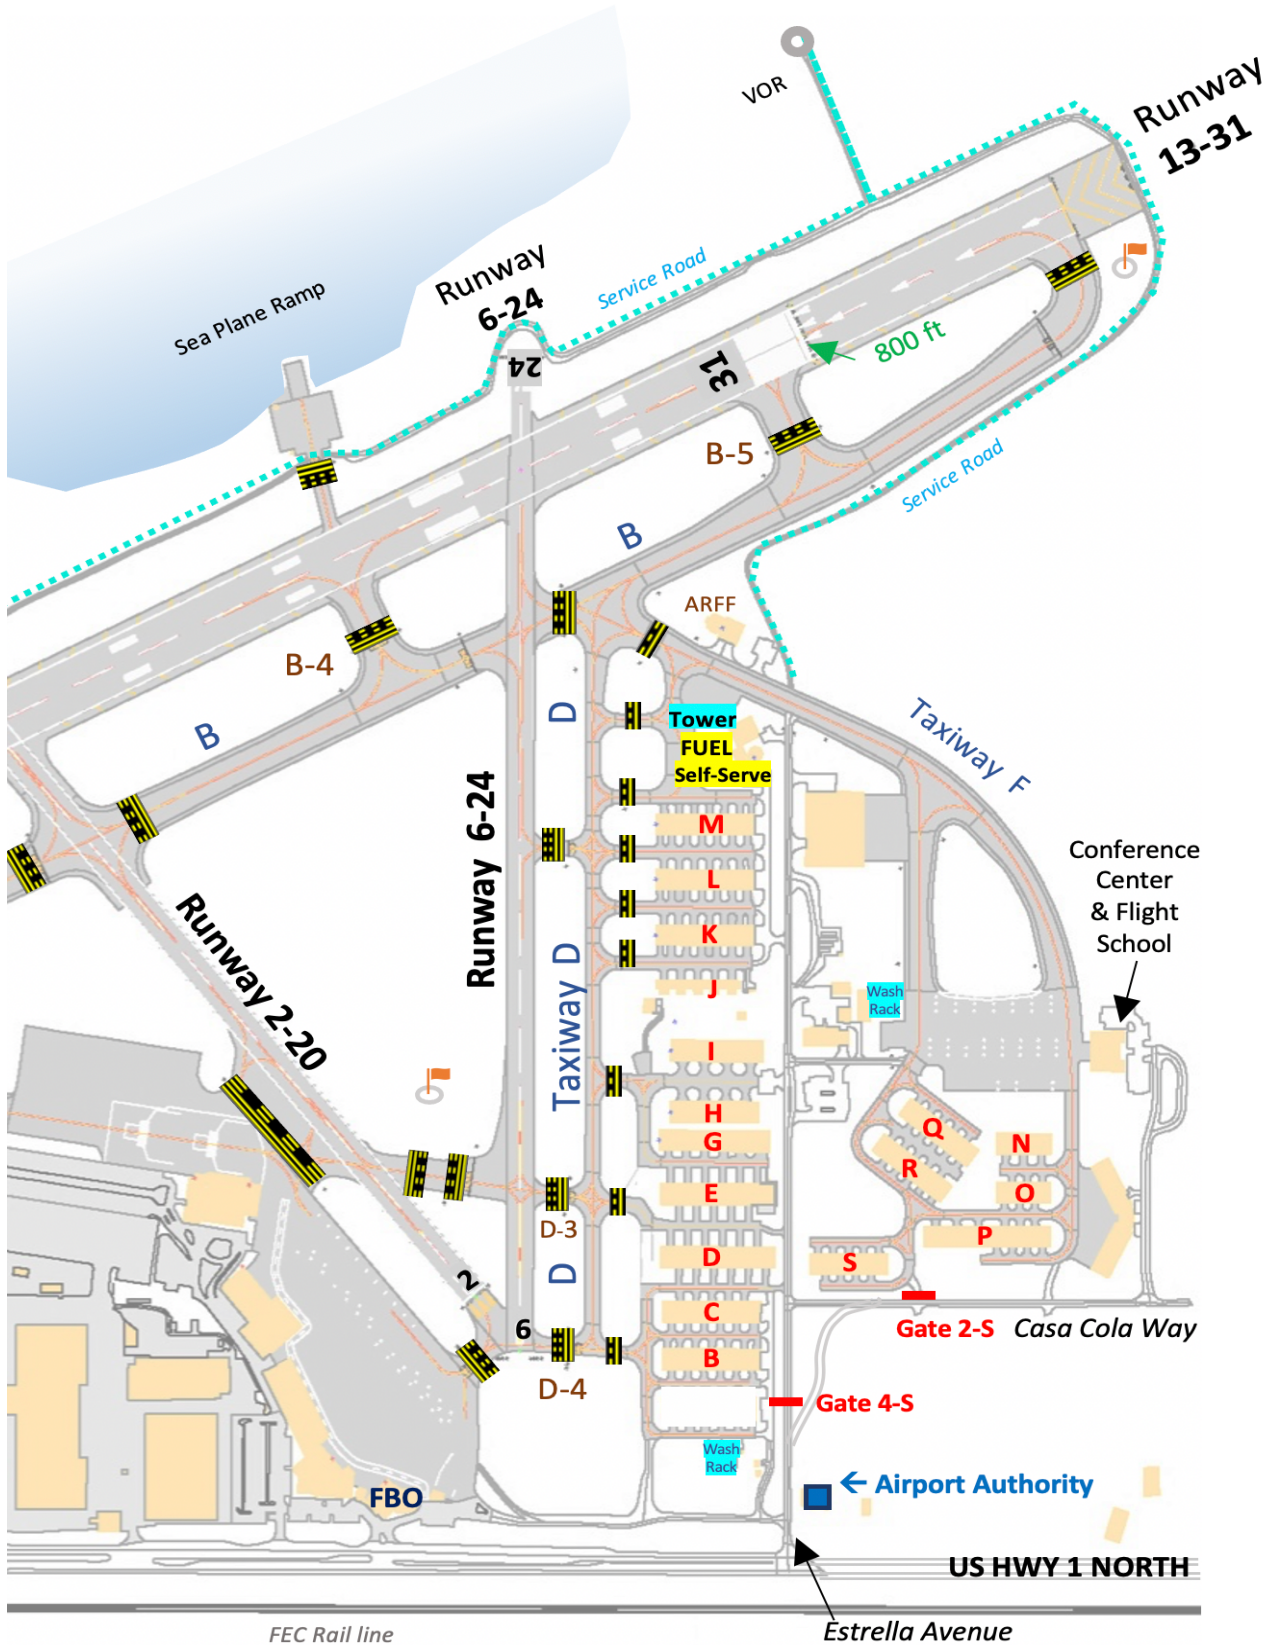 VOR
Runway
13-31
Runway
6-24
Service Road
Sea Plane Ramp
24
31
800 ft
B-5
Service Road
B
ARFF
B-4
B
D
Tower
FUEL
Self-Serve
Taxiway F
Runway 6-24
M
L
K
J
Conference
Center
& Flight
School
Runway 2-20
Taxiway D
Wash
Rack
I
H
G
E
Q
R
N
O
P
S
D-3
D
D
C
B
2
6
D-4
Gate 2-S
Casa Cola Way
Gate 4-S
Wash
Rack
← Airport Authority
FBO
US HWY 1 NORTH
Estrella Avenue
FEC Rail line